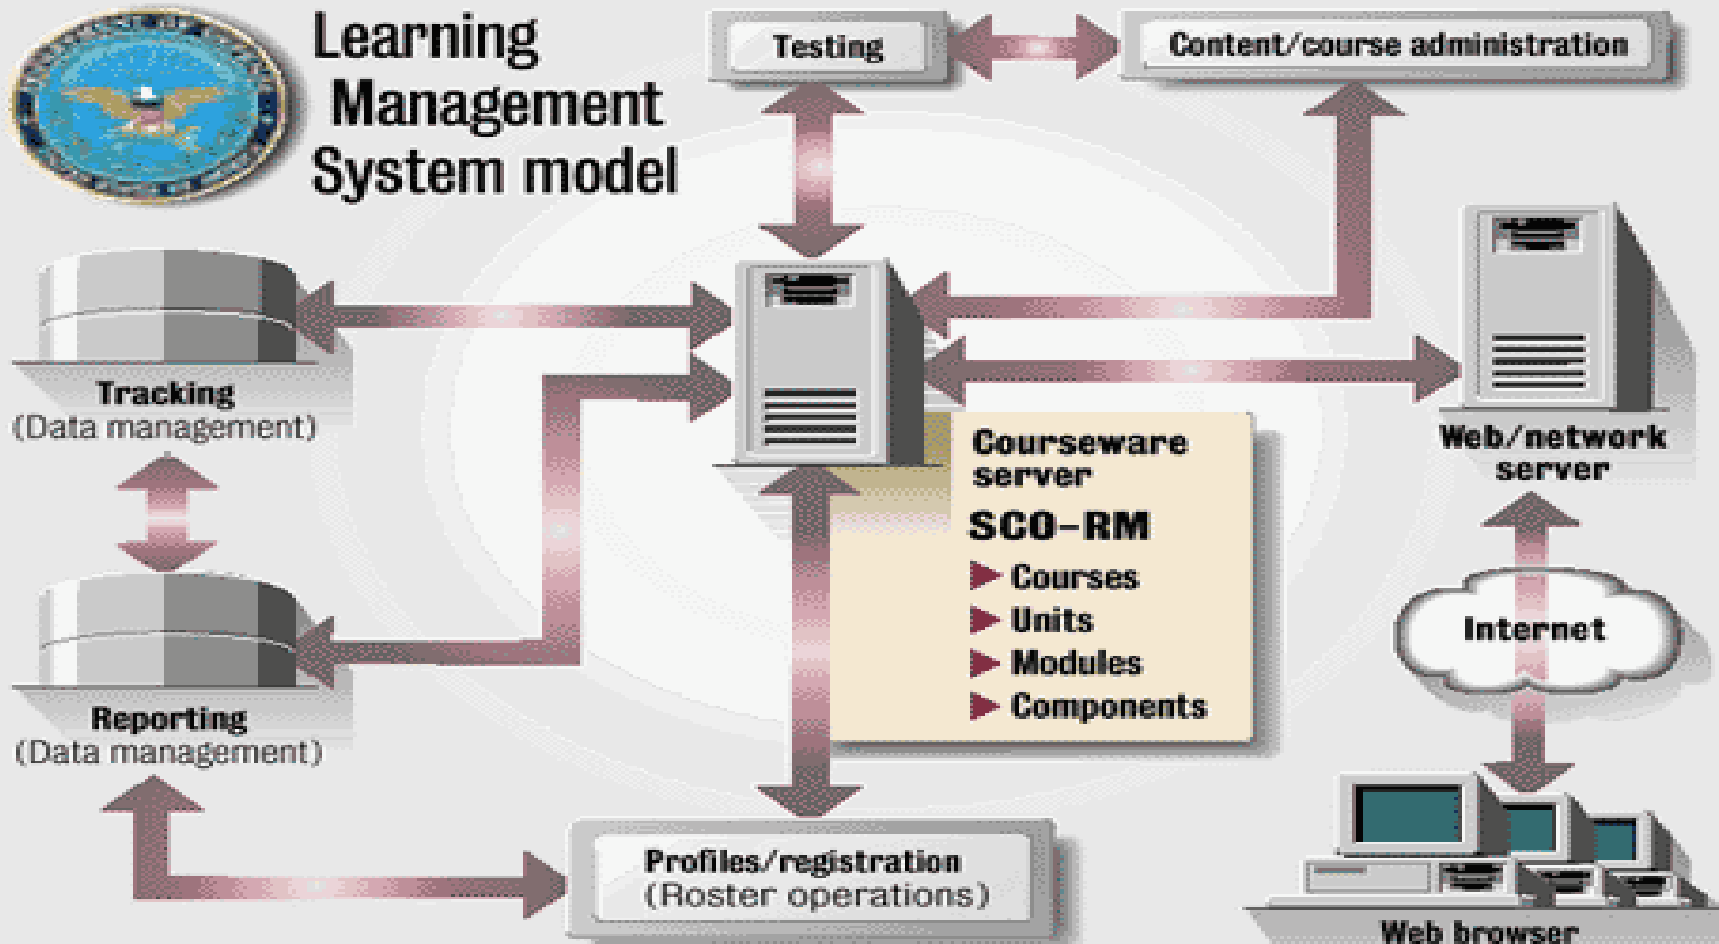 Learning
Management
System model
Testing
Content/course administration
Tracking
(Data management)
Courseware
server
SCO-RM
Courses
Units
Modules
Components
Web/network
server
Internet
Reporting
(Data management)
Profiles/registration
(Roster operations)
Web browser